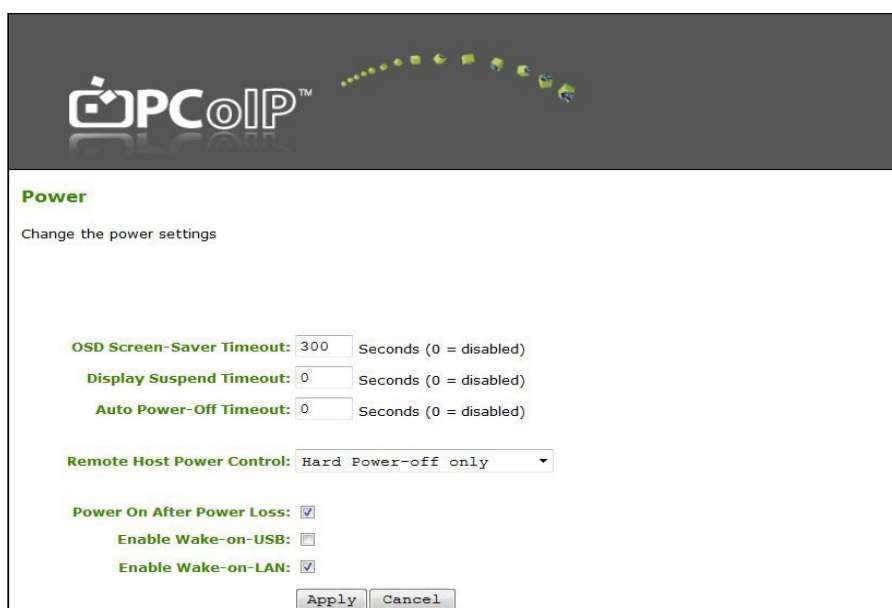 PCoIP™
Power
Change the power settings
OSD Screen-Saver Timeout: 300 Seconds (0 = disabled)
Display Suspend Timeout: 0 Seconds (0 = disabled)
Auto Power-Off Timeout: 0 Seconds (0 = disabled)
Remote Host Power Control: Hard Power-off only
Power On After Power Loss:
Enable Wake-on-USB:
Enable Wake-on-LAN:
Apply Cancel